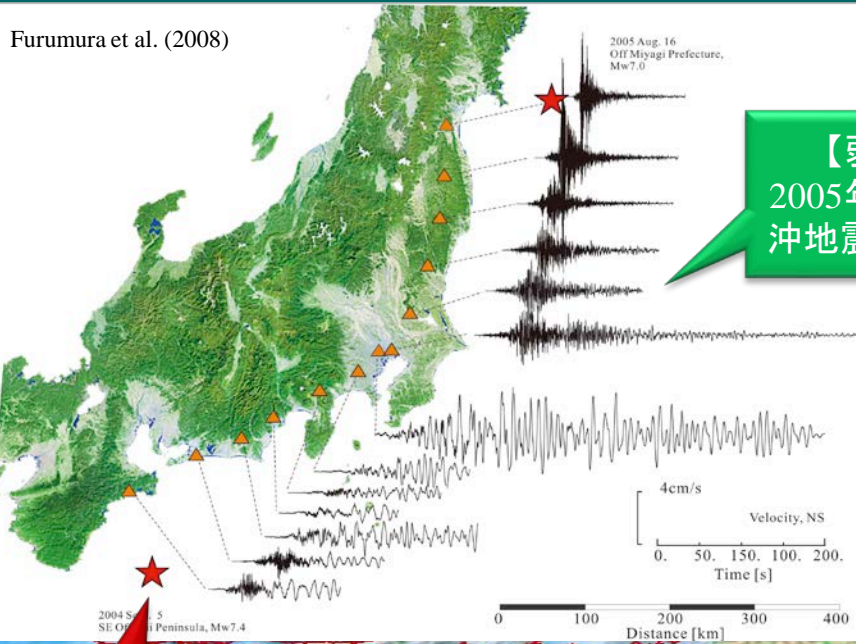 Furumura et al. (2008)
2005 Aug. 16
Off Miyagi Prefecture,
Mw7.0
2005年
沖地震
4cm/s
Velocity, NS
0. 50. 150. 100. 200.
Time [s]
2004 5
SE Peninsula, Mw7.4
0 100 200 300 400
Distance [km]